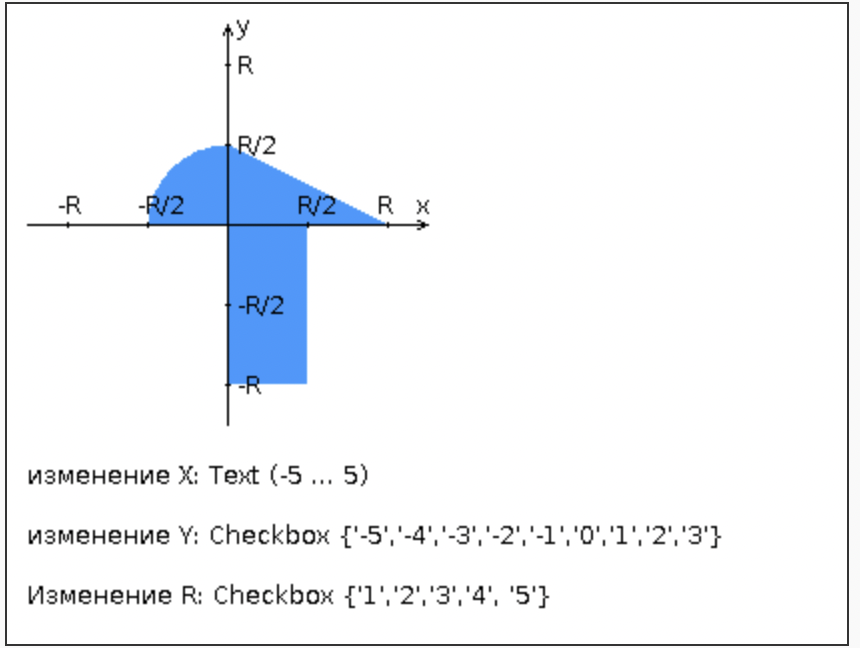 y
R
R/2
-R -R/2 R/2 R x
-R/2
-R
изменение X: Text (-5 ... 5)
изменение Y: Checkbox {'-5','-4','-3','-2','-1','0','1','2','3'}
Изменение R: Checkbox {'1','2','3','4', '5'}